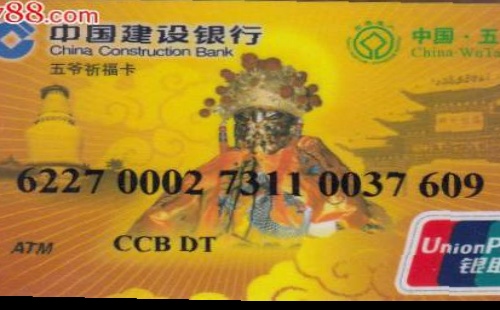 y788.com
中国建设银行
China Construction Bank
五爷祈福卡
中国·五
China·WuTa
6227 0002 7311 0037 609
ATM
CCB DT
UnionP
银联